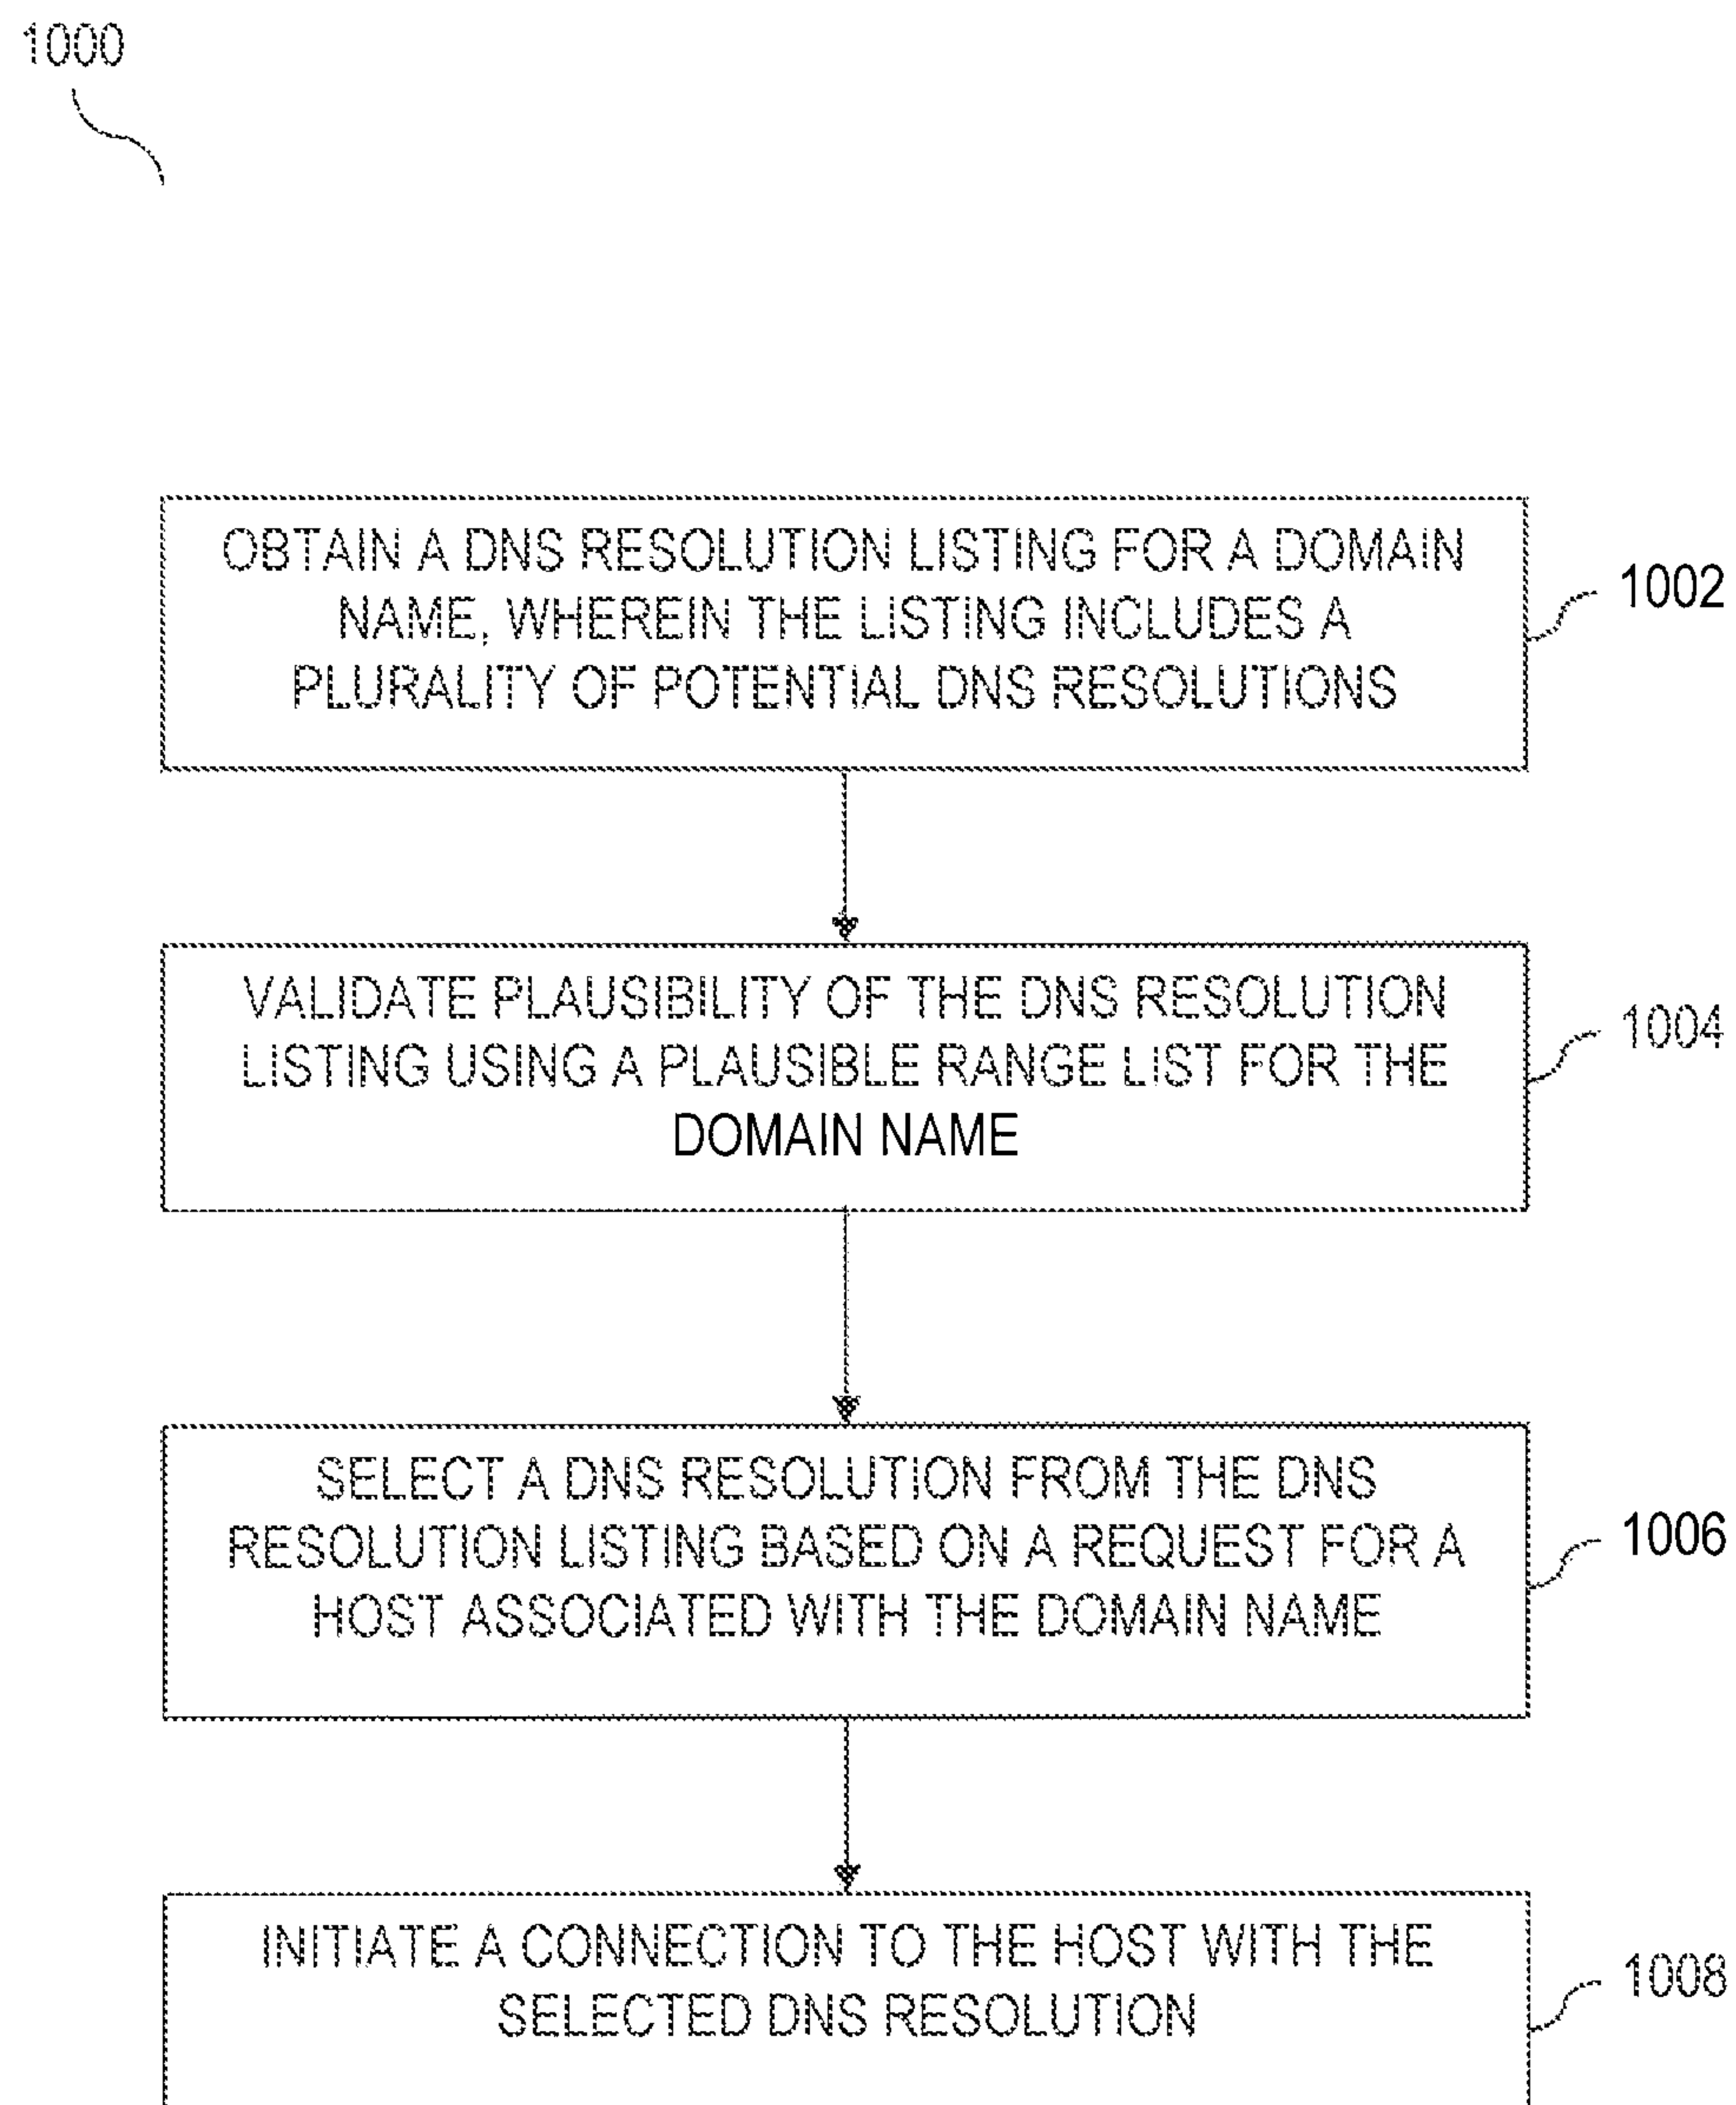 1000
OBTAIN A DNS RESOLUTION LISTING FOR A DOMAIN
NAME, WHEREIN THE LISTING INCLUDES A
PLURALITY OF POTENTIAL DNS RESOLUTIONS
1002
VALIDATE PLAUSIBILITY OF THE DNS RESOLUTION
LISTING USING A PLAUSIBLE RANGE LIST FOR THE
DOMAIN NAME
1004
SELECT A DNS RESOLUTION FROM THE DNS
RESOLUTION LISTING BASED ON A REQUEST FOR A
HOST ASSOCIATED WITH THE DOMAIN NAME
1006
INITIATE A CONNECTION TO THE HOST WITH THE
SELECTED DNS RESOLUTION
1008